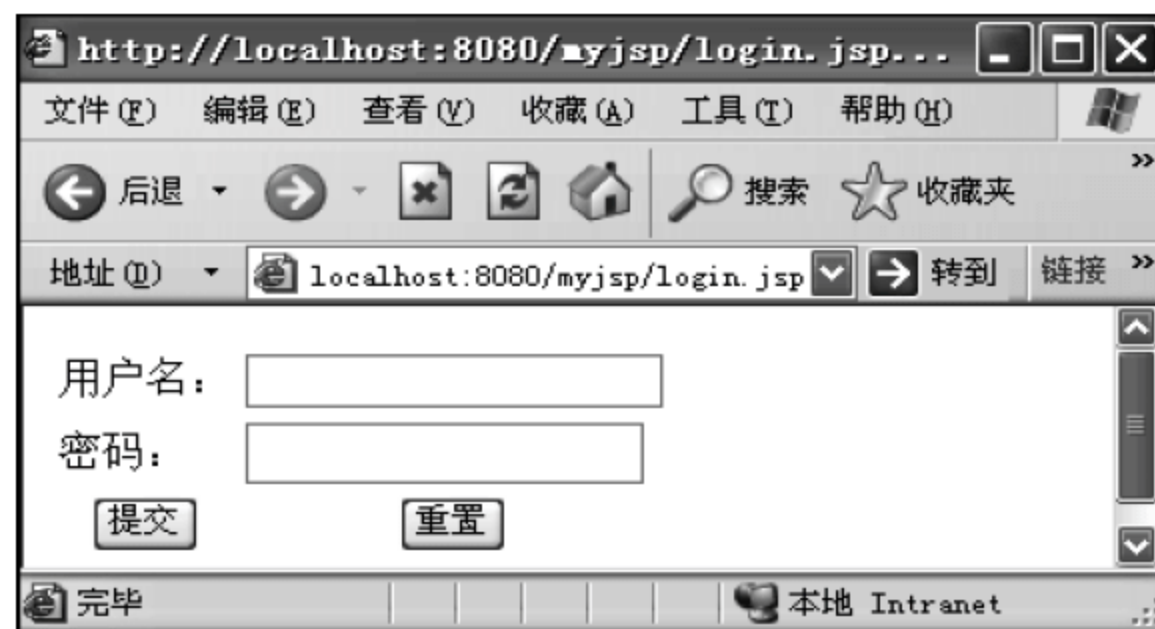 http://localhost:8080/myjsp/login.jsp...
文件(F) 编辑(E) 查看(V) 收藏(A) 工具(T) 帮助(H)
后退 搜索 收藏夹 »
地址(D) localhost:8080/myjsp/login.jsp 转到 链接 »
用户名：
密码：
提交 重置
完毕 本地 Intranet